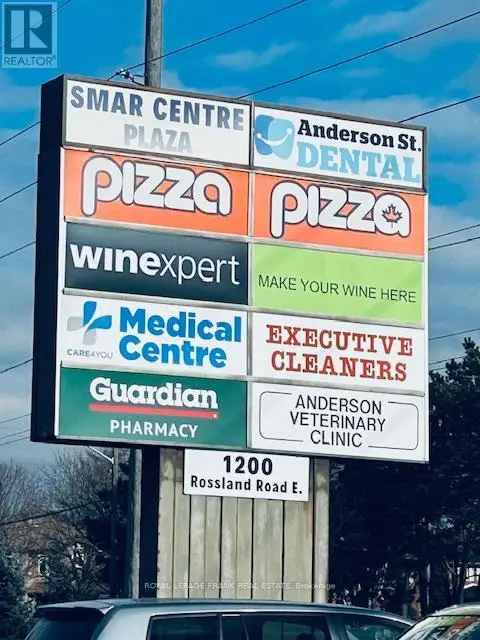 R
REALTOR®
SMAR CENTRE
PLAZA
Anderson St.
DENTAL
pizza
pizza
winexpert
MAKE YOUR WINE HERE
CARE4YOU
Medical
Centre
EXECUTIVE
CLEANERS
Guardian
PHARMACY
ANDERSON
VETERINARY
CLINIC
1200
Rossland Road E.
ROYAL LEPAGE FRANK REAL ESTATE, Brokerage